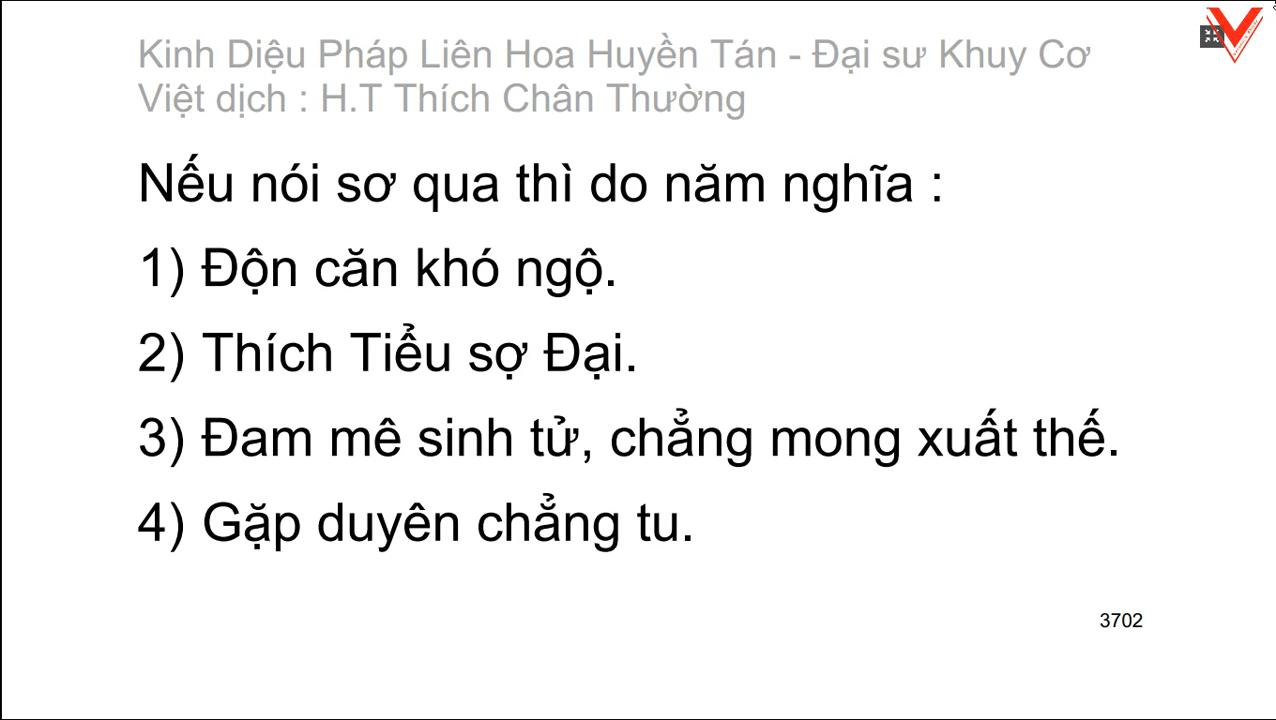 Kinh Diệu Pháp Liên Hoa Huyền Tán - Đại sư Khuy Cơ
Việt dịch : H.T Thích Chân Thường
Nếu nói sơ qua thì do năm nghĩa :
1) Độn căn khó ngộ.
2) Thích Tiểu sợ Đại.
3) Đam mê sinh tử, chẳng mong xuất thế.
4) Gặp duyên chẳng tu.
3702